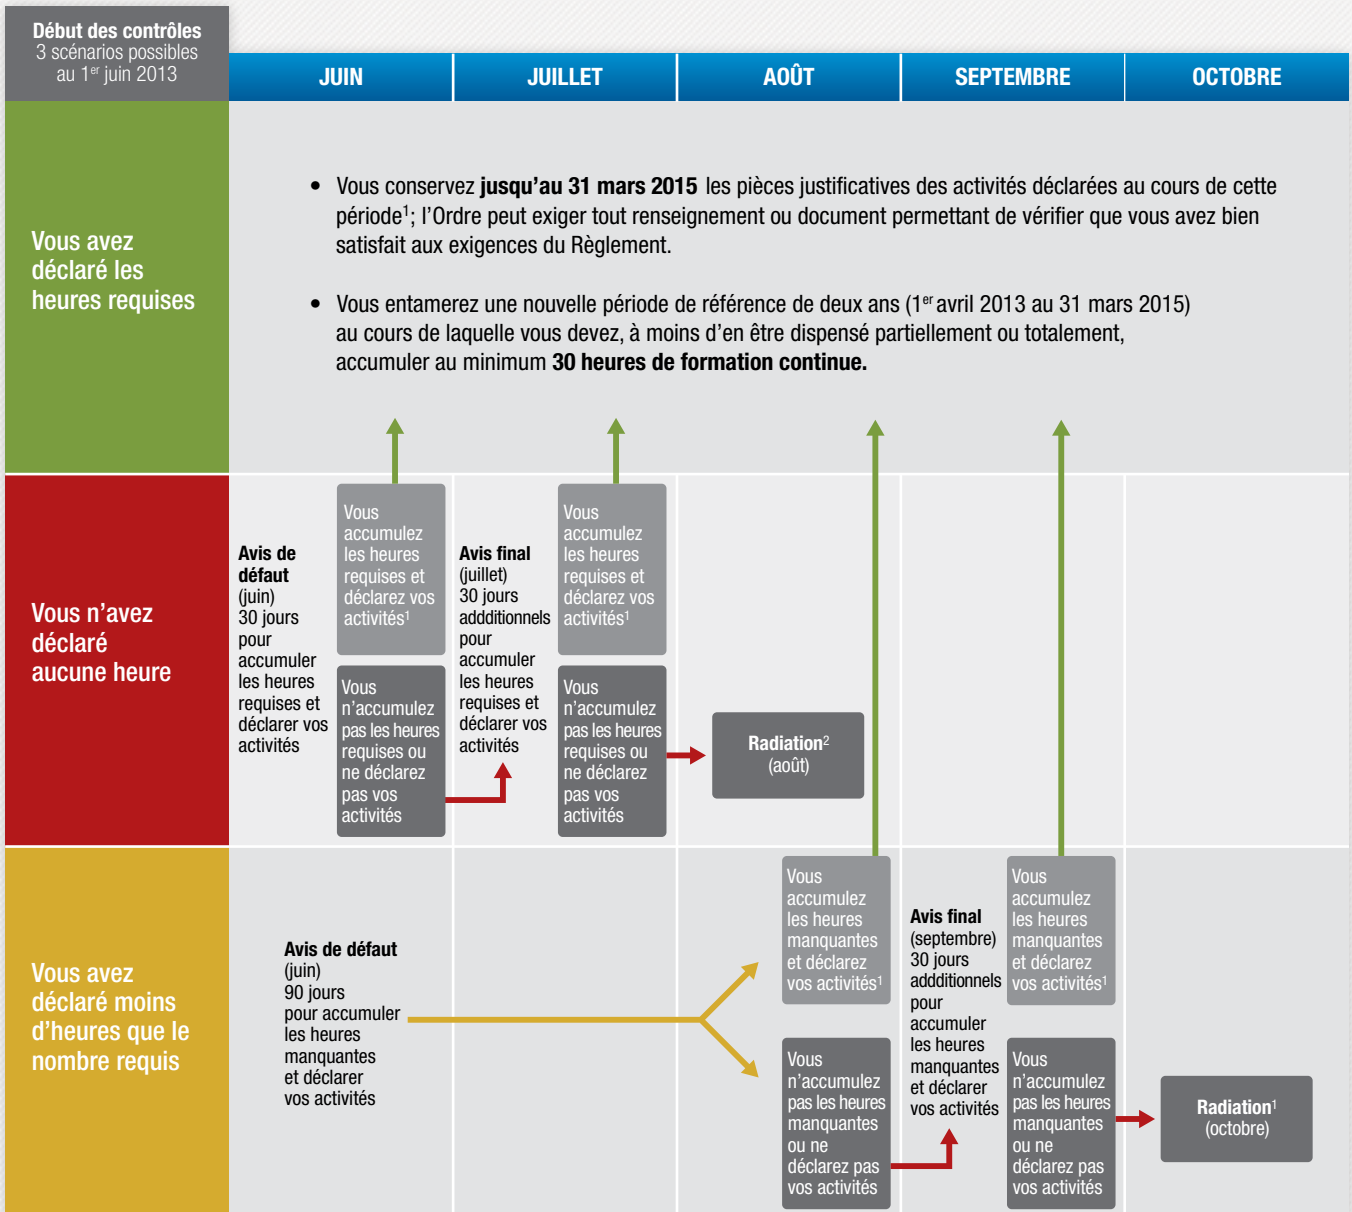 Début des contrôles
3 scénarios possibles
au 1er juin 2013
JUIN
JUILLET
AOÛT
SEPTEMBRE
OCTOBRE
Vous avez
déclaré les
heures requises
• Vous conservez jusqu'au 31 mars 2015 les pièces justificatives des activités déclarées au cours de cette
période1; l'Ordre peut exiger tout renseignement ou document permettant de vérifier que vous avez bien
satisfait aux exigences du Règlement.
• Vous entamerez une nouvelle période de référence de deux ans (1er avril 2013 au 31 mars 2015)
au cours de laquelle vous devez, à moins d'en être dispensé partiellement ou totalement,
accumuler au minimum 30 heures de formation continue.
Vous n'avez
déclaré
aucune heure
Avis de
défaut
(juin)
30 jours
pour
accumuler
les heures
requises et
déclarer vos
activités
Vous
accumulez
les heures
requises et
déclarez vos
activités1
Vous
n'accumulez
pas les heures
requises ou
ne déclarez
pas vos
activités
Avis final
(juillet)
30 jours
addditionnels
pour
accumuler
les heures
requises et
déclarer vos
activités
Vous
accumulez
les heures
requises et
déclarez vos
activités1
Vous
n'accumulez
pas les heures
requises ou
ne déclarez
pas vos
activités
Radiation2
(août)
Vous avez
déclaré moins
d'heures que le
nombre requis
Avis de défaut
(juin)
90 jours
pour accumuler
les heures
manquantes
et déclarer
vos activités
Vous
accumulez
les heures
manquantes
et déclarez
vos activités1
Vous
n'accumulez
pas les heures
manquantes
ou ne
déclarez pas
vos activités
Avis final
(septembre)
30 jours
addditionnels
pour
accumuler
les heures
manquantes
et déclarer
vos activités
Vous
accumulez
les heures
manquantes
et déclarez
vos activités1
Vous
n'accumulez
pas les heures
manquantes
ou ne
déclarez pas
vos activités
Radiation1
(octobre)